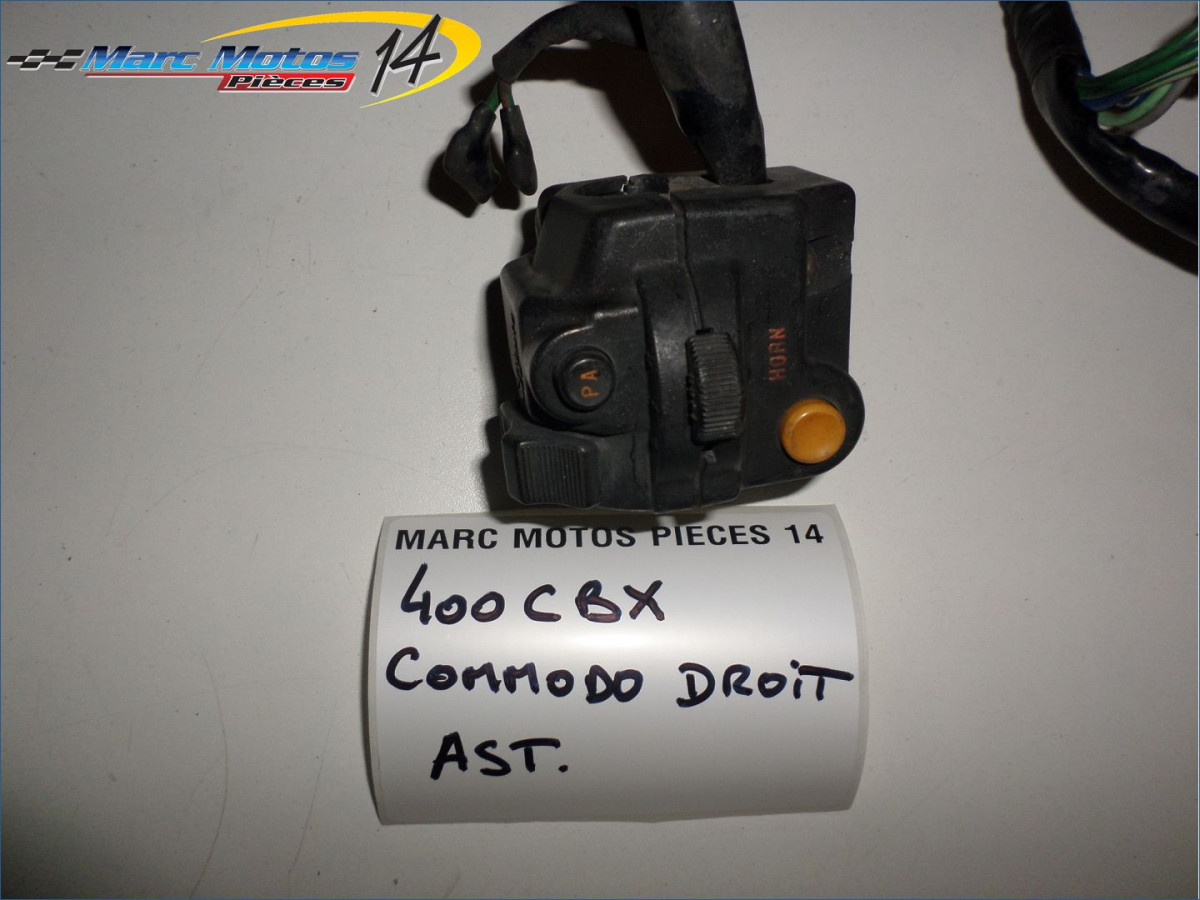 Marc Motos 14
Pièces
PA
HORN
MARC MOTOS PIECES 14
400 CBX
COMMODO DROIT
AST.